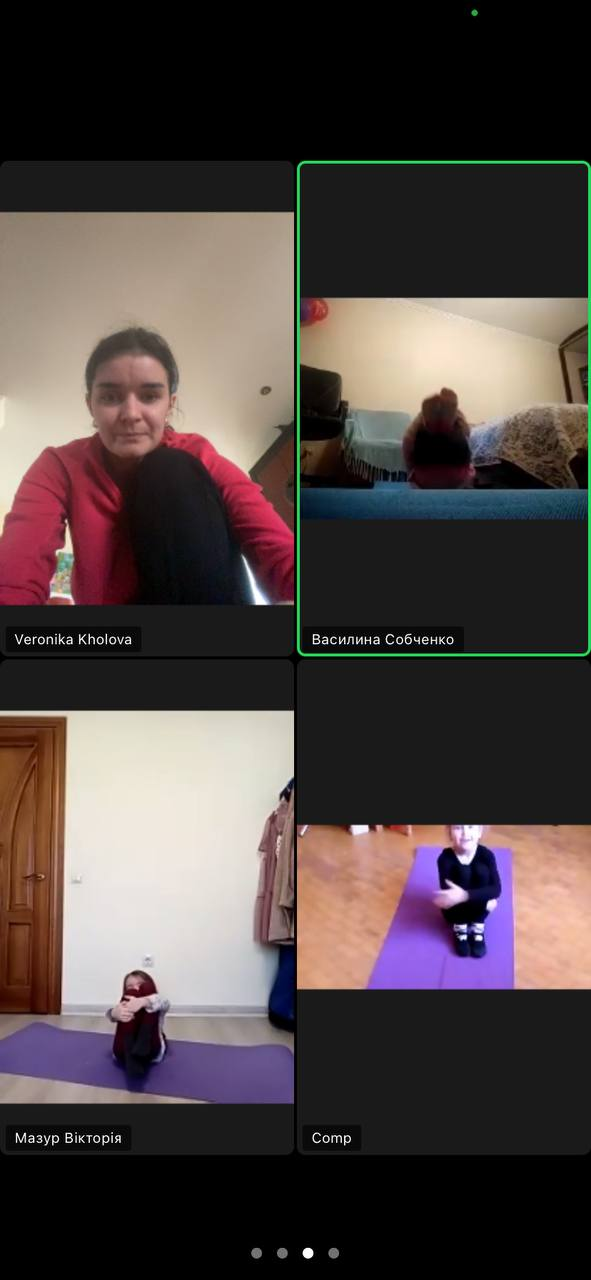 Veronika Kholova
Василина Собченко
Мазур Вікторія
Comp